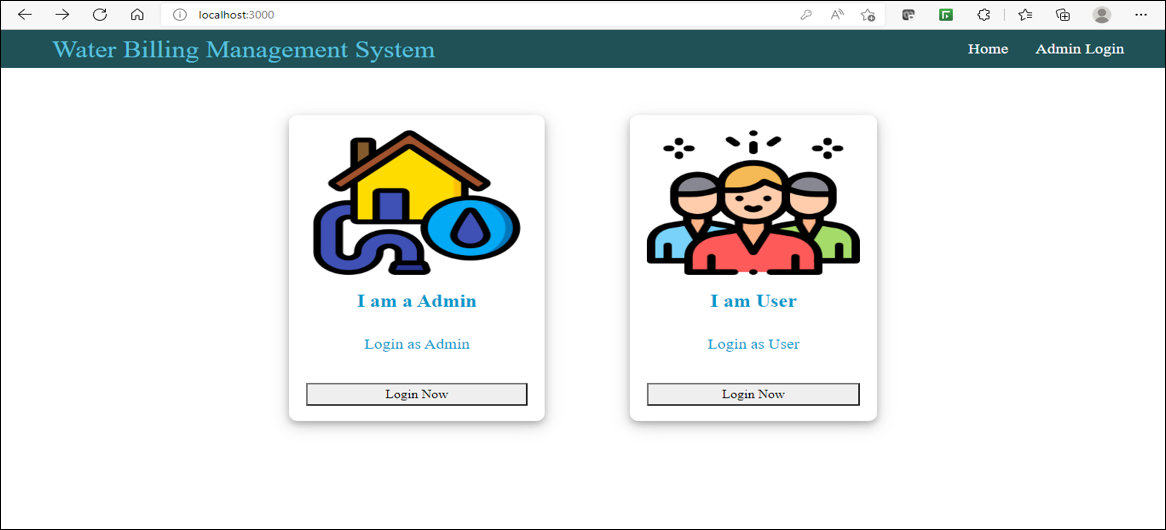 localhost:3000
Water Billing Management System
Home Admin Login
I am a Admin
Login as Admin
Login Now
I am User
Login as User
Login Now